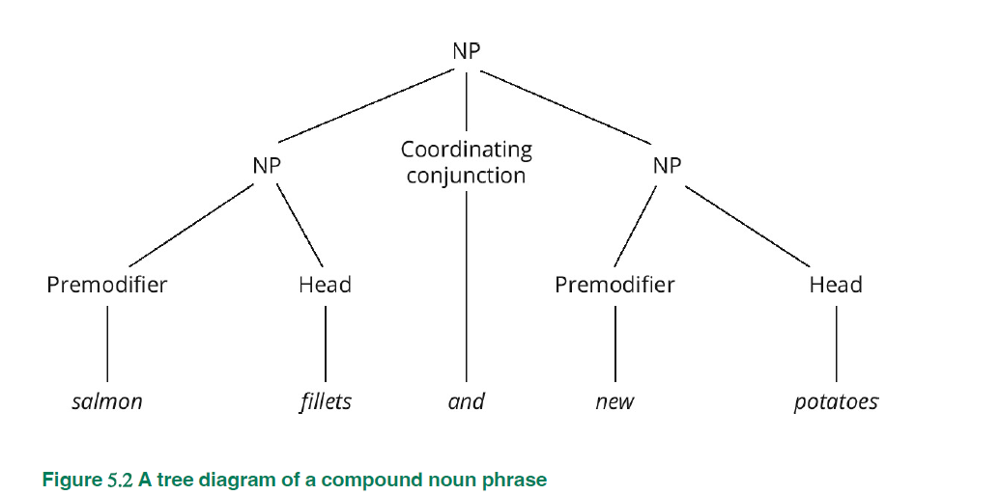 NP
NP
Coordinating
conjunction
NP
Premodifier Head Premodifier Head
salmon fillets and new potatoes
Figure 5.2 A tree diagram of a compound noun phrase